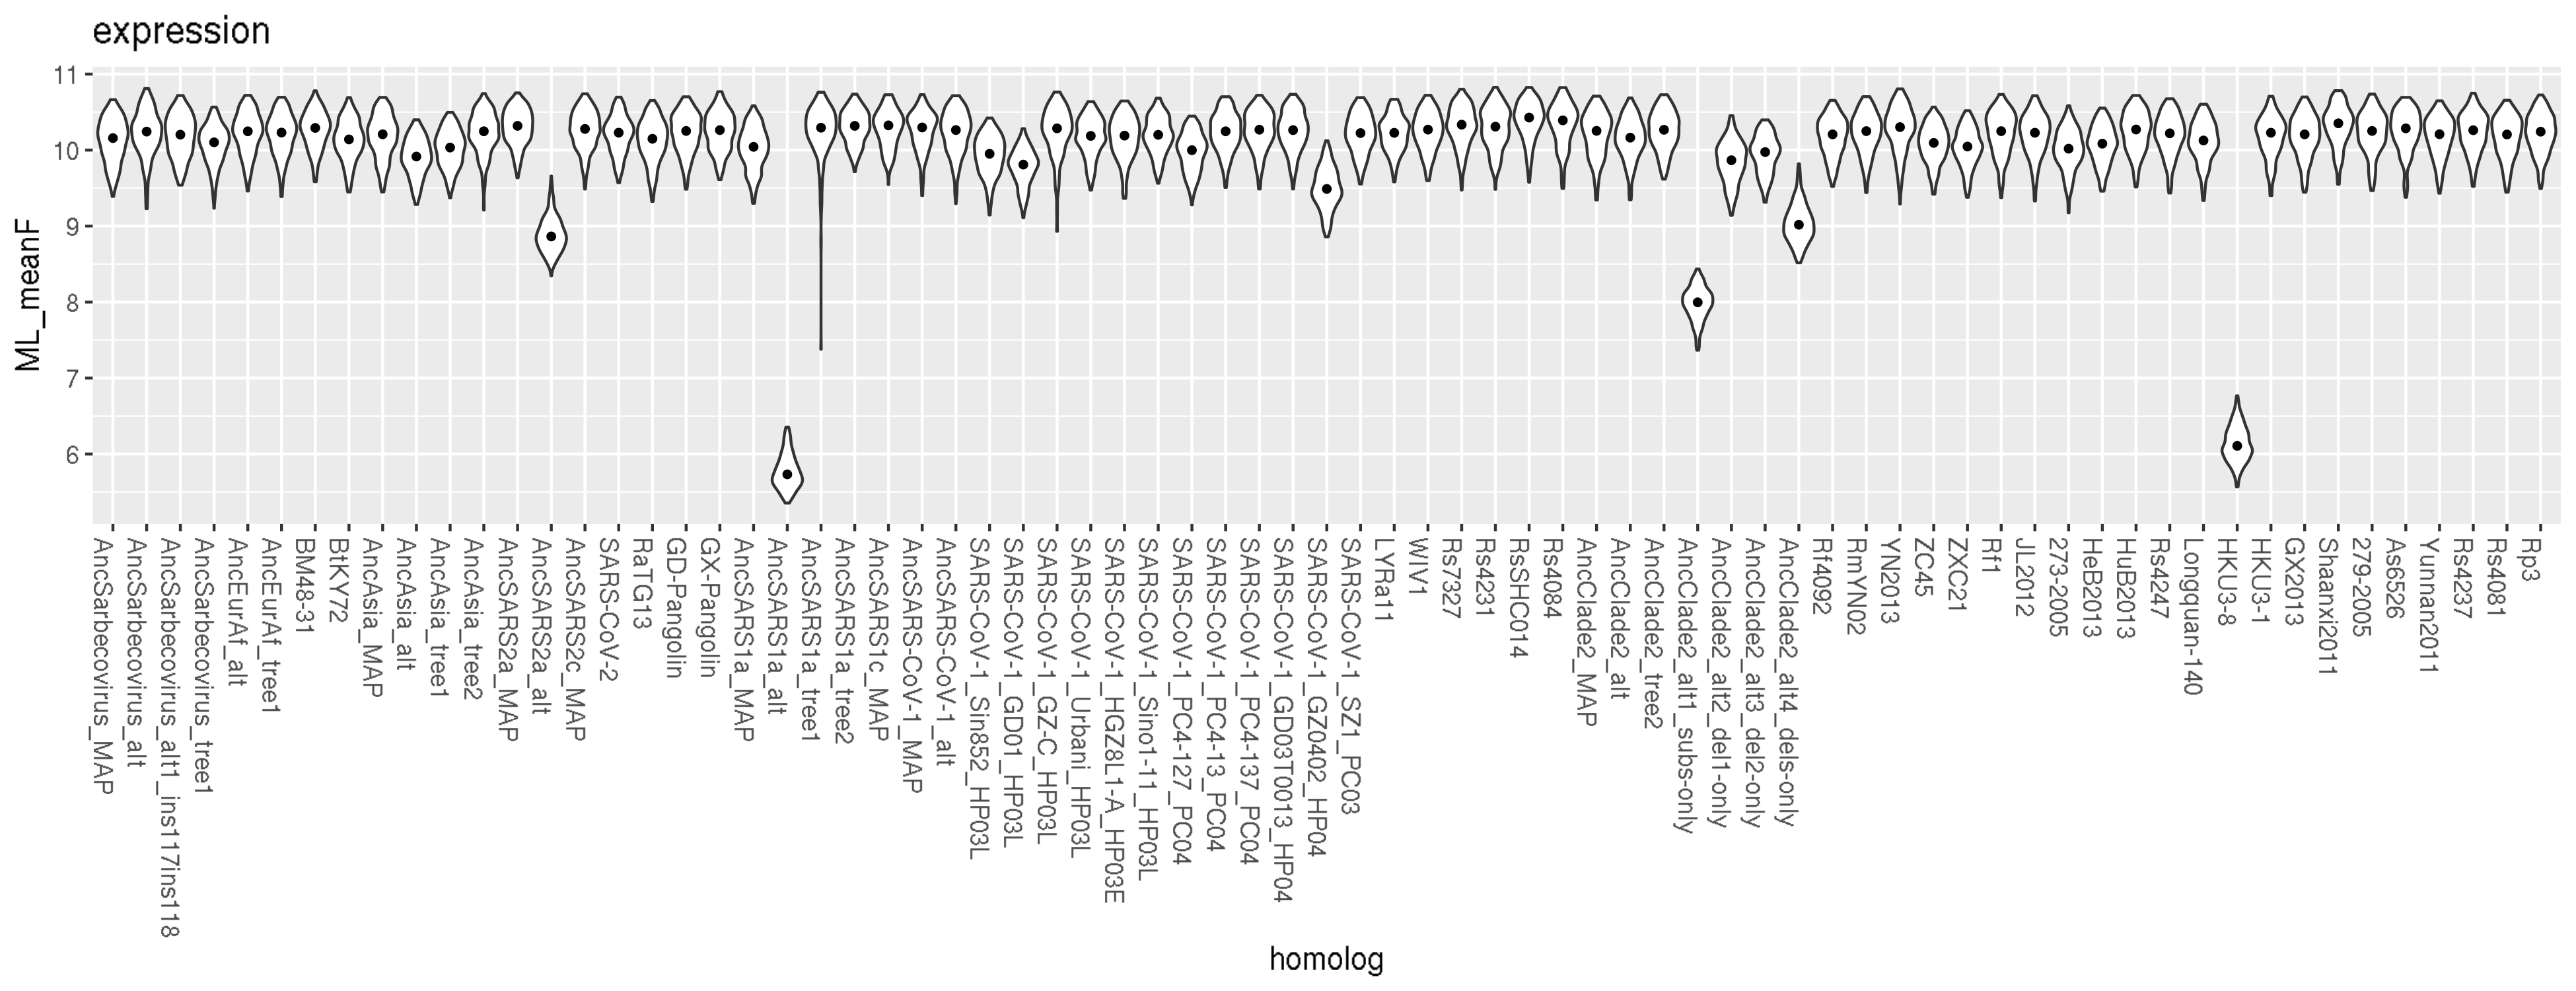 expression
ML_meanF
11
10
9
8
7
6
AncSarbecovirus_MAP
AncSarbecovirus_alt
AncSarbecovirus_alt1_ins117ins118
AncSarbecovirus_tree1
AncEurAf_alt
AncEurAf_tree1
BM48-31
BtKY72
AncAsia_MAP
AncAsia_alt
AncAsia_tree1
AncAsia_tree2
AncSARS2a_MAP
AncSARS2a_alt
AncSARS2c_MAP
SARS-CoV-2
RaTG13
GD-Pangolin
GX-Pangolin
AncSARS1a_MAP
AncSARS1a_alt
AncSARS1a_tree1
AncSARS1a_tree2
AncSARS1c_MAP
AncSARS-CoV-1_MAP
AncSARS-CoV-1_alt
SARS-CoV-1_Sin852_HP03L
SARS-CoV-1_GD01_HP03L
SARS-CoV-1_GZ-C_HP03L
SARS-CoV-1_Urbani_HP03L
SARS-CoV-1_HGZ8L1-A_HP03E
SARS-CoV-1_Sino1-11_HP03L
SARS-CoV-1_PC4-127_PC04
SARS-CoV-1_PC4-13_PC04
SARS-CoV-1_PC4-137_PC04
SARS-CoV-1_GD03T0013_HP04
SARS-CoV-1_GZ0402_HP04
SARS-CoV-1_SZ1_PC03
LYRa11
WIV1
Rs7327
Rs4231
RsSHC014
Rs4084
AncClade2_MAP
AncClade2_alt
AncClade2_tree2
AncClade2_alt1_subs-only
AncClade2_alt2_del1-only
AncClade2_alt3_del2-only
AncClade2_alt4_dels-only
Rf4092
RmYN02
YN2013
ZC45
ZXC21
Rf1
JL2012
273-2005
HeB2013
HuB2013
Rs4247
Longquan-140
HKU3-8
HKU3-1
GX2013
Shaanxi2011
279-2005
As6526
Yunnan2011
Rs4237
Rs4081
Rp3
homolog